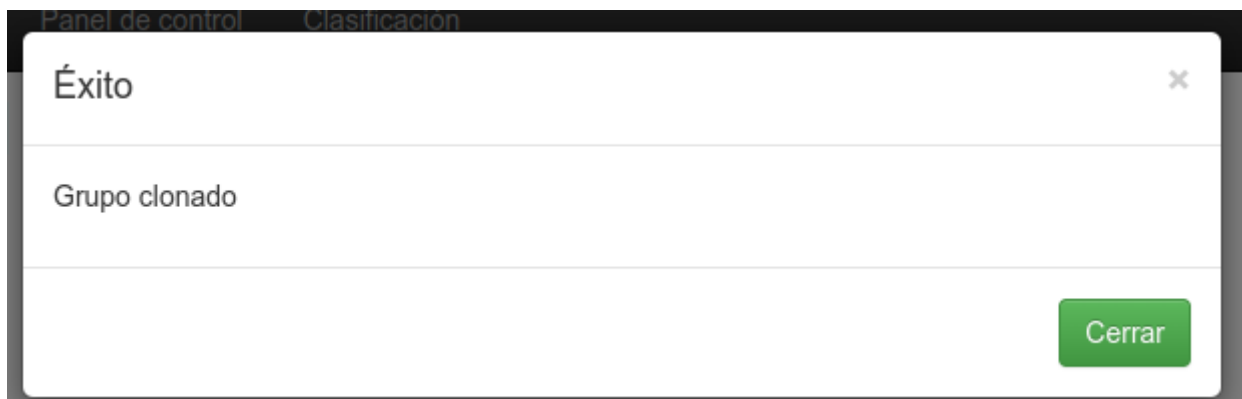 Panel de control Clasificación
Éxito ×
Grupo clonado
Cerrar